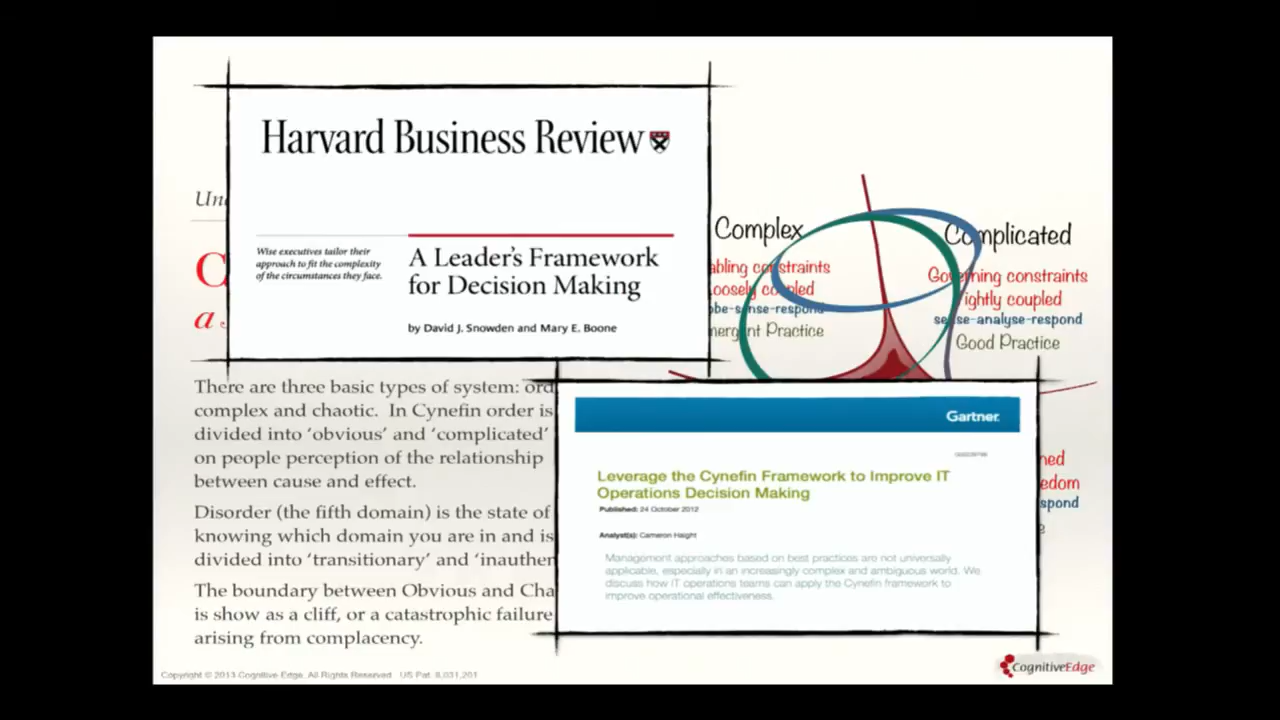 Harvard Business Review
Wise executives tailor their
approach to fit the complexity
of the circumstances they face.
A Leader's Framework
for Decision Making
by David J. Snowden and Mary E. Boone
Complex
Complicated
constraints
Governing constraints
coupled
coupled
sense-respond
sense-analyse-respond
Practice
Good Practice
There are three basic types of system:
complex and chaotic. In Cynefin order is
divided into 'obvious' and 'complicated'
on people perception of the relationship
between cause and effect.
Disorder (the fifth domain) is the state of
knowing which domain you are in and is
divided into 'transitionary' and
The boundary between Obvious and
is show as a cliff, or a catastrophic failure
arising from complacency.
Gartner.
Leverage the Cynefin Framework to Improve IT
Operations Decision Making
Published: 24 October 2012
Analyst(s): Cameron Haight
Management approaches based on best practices are not universally
applicable, especially in an increasingly complex and ambiguous world. We
discuss how IT operations teams can apply the Cynefin framework to
improve operational effectiveness.
Copyright © 2013 Cognitive Edge. All Rights Reserved US Pat. 8,031,201
CognitiveEdge